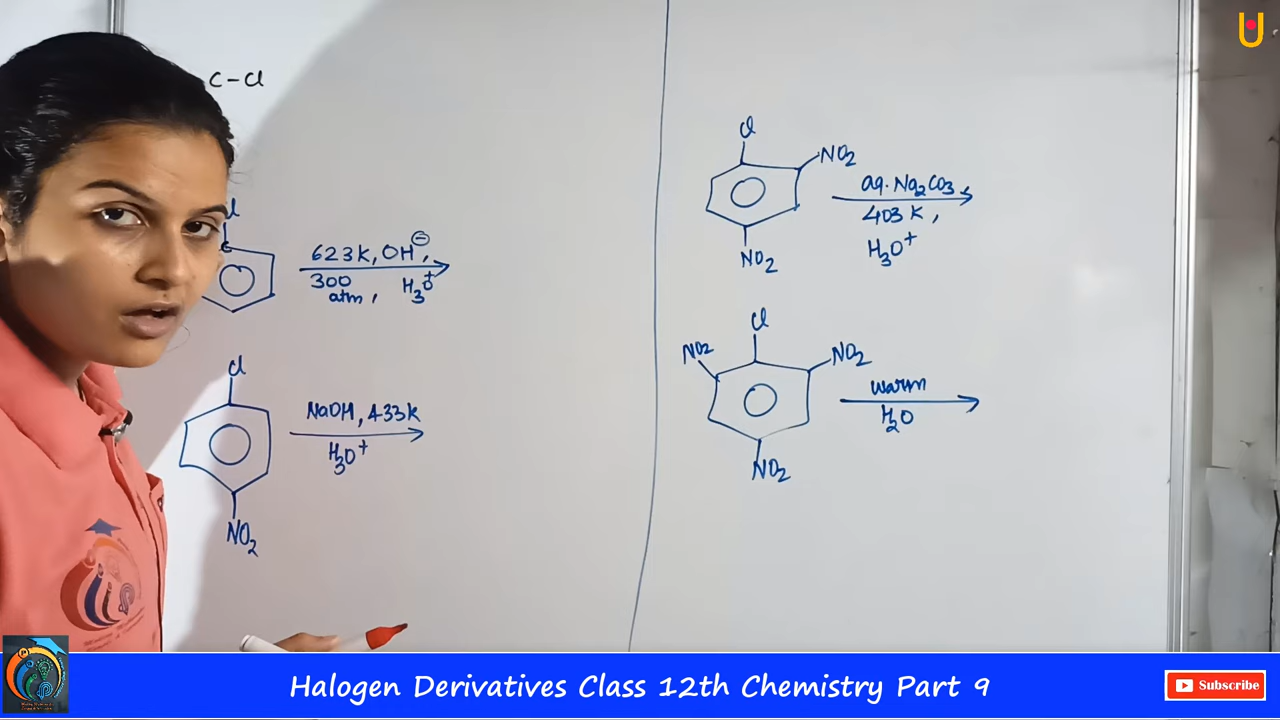 C-Cl
Cl
623K, OH⊖,
300 atm, H3O+
Cl
NaOH, 433K
H3O+
NO2
Cl
NO2
aq. Na2CO3,
403 K,
H3O+
NO2
Cl
NO2
NO2
warm
H2O
NO2
Halogen Derivatives Class 12th Chemistry Part 9
Subscribe